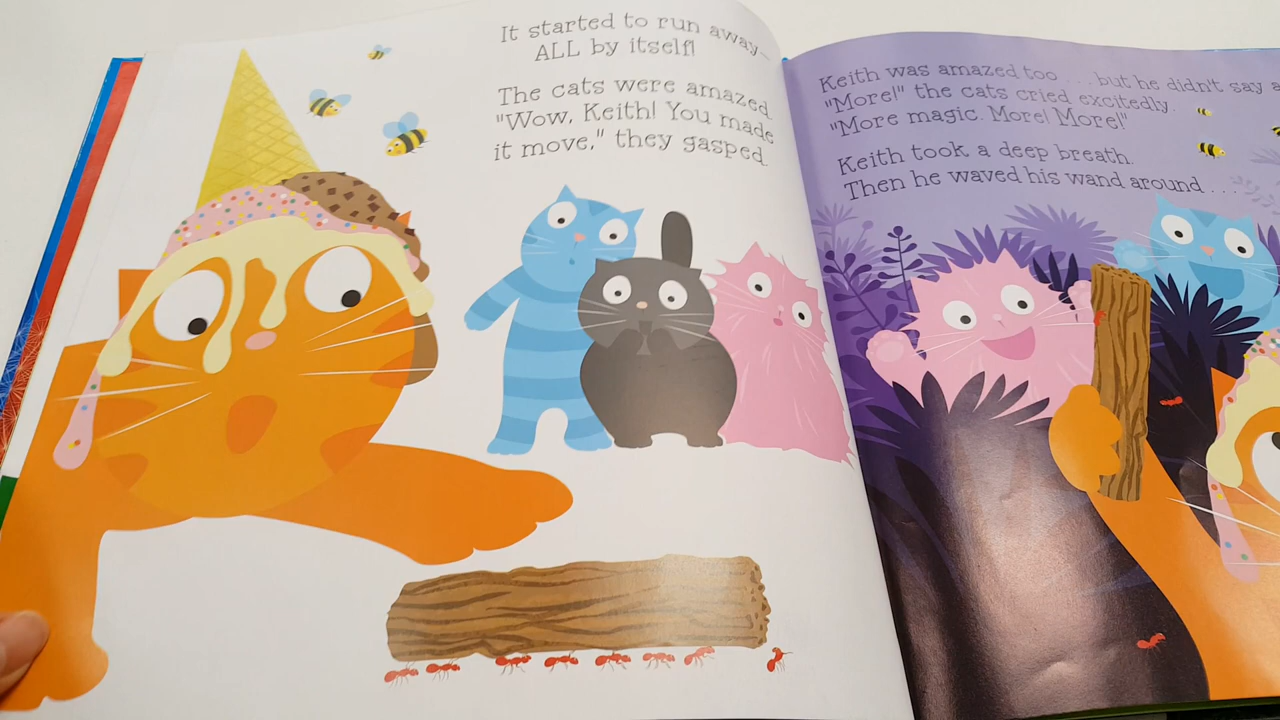 It started to run away—
ALL by itself!
The cats were amazed.
"Wow, Keith! You made
it move," they gasped.
Keith was amazed too . . . but he didn't say a
"More!" the cats cried excitedly.
"More magic. More! More!"
Keith took a deep breath.
Then he waved his wand around . . .